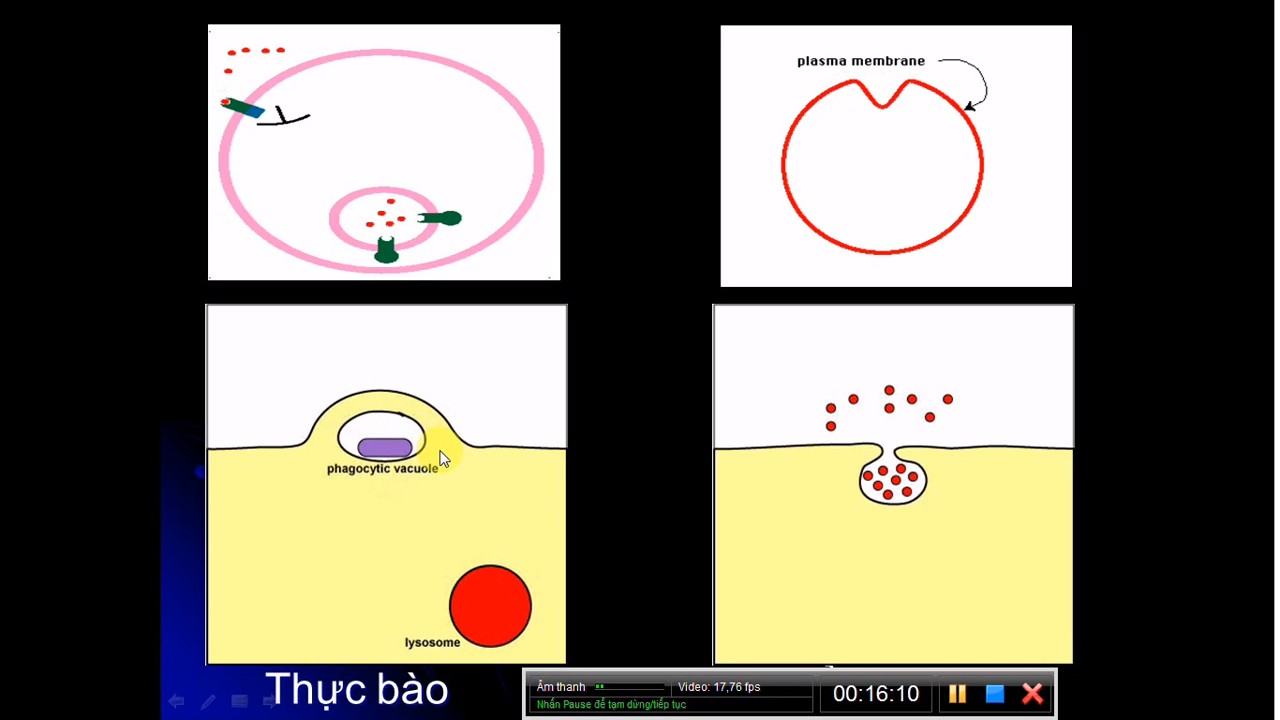 plasma membrane
phagocytic vacuole
lysosome
Thực bào
Âm thanh
Video: 17,76 fps
Nhấn Pause để tạm dừng/tiếp tục
00:16:10